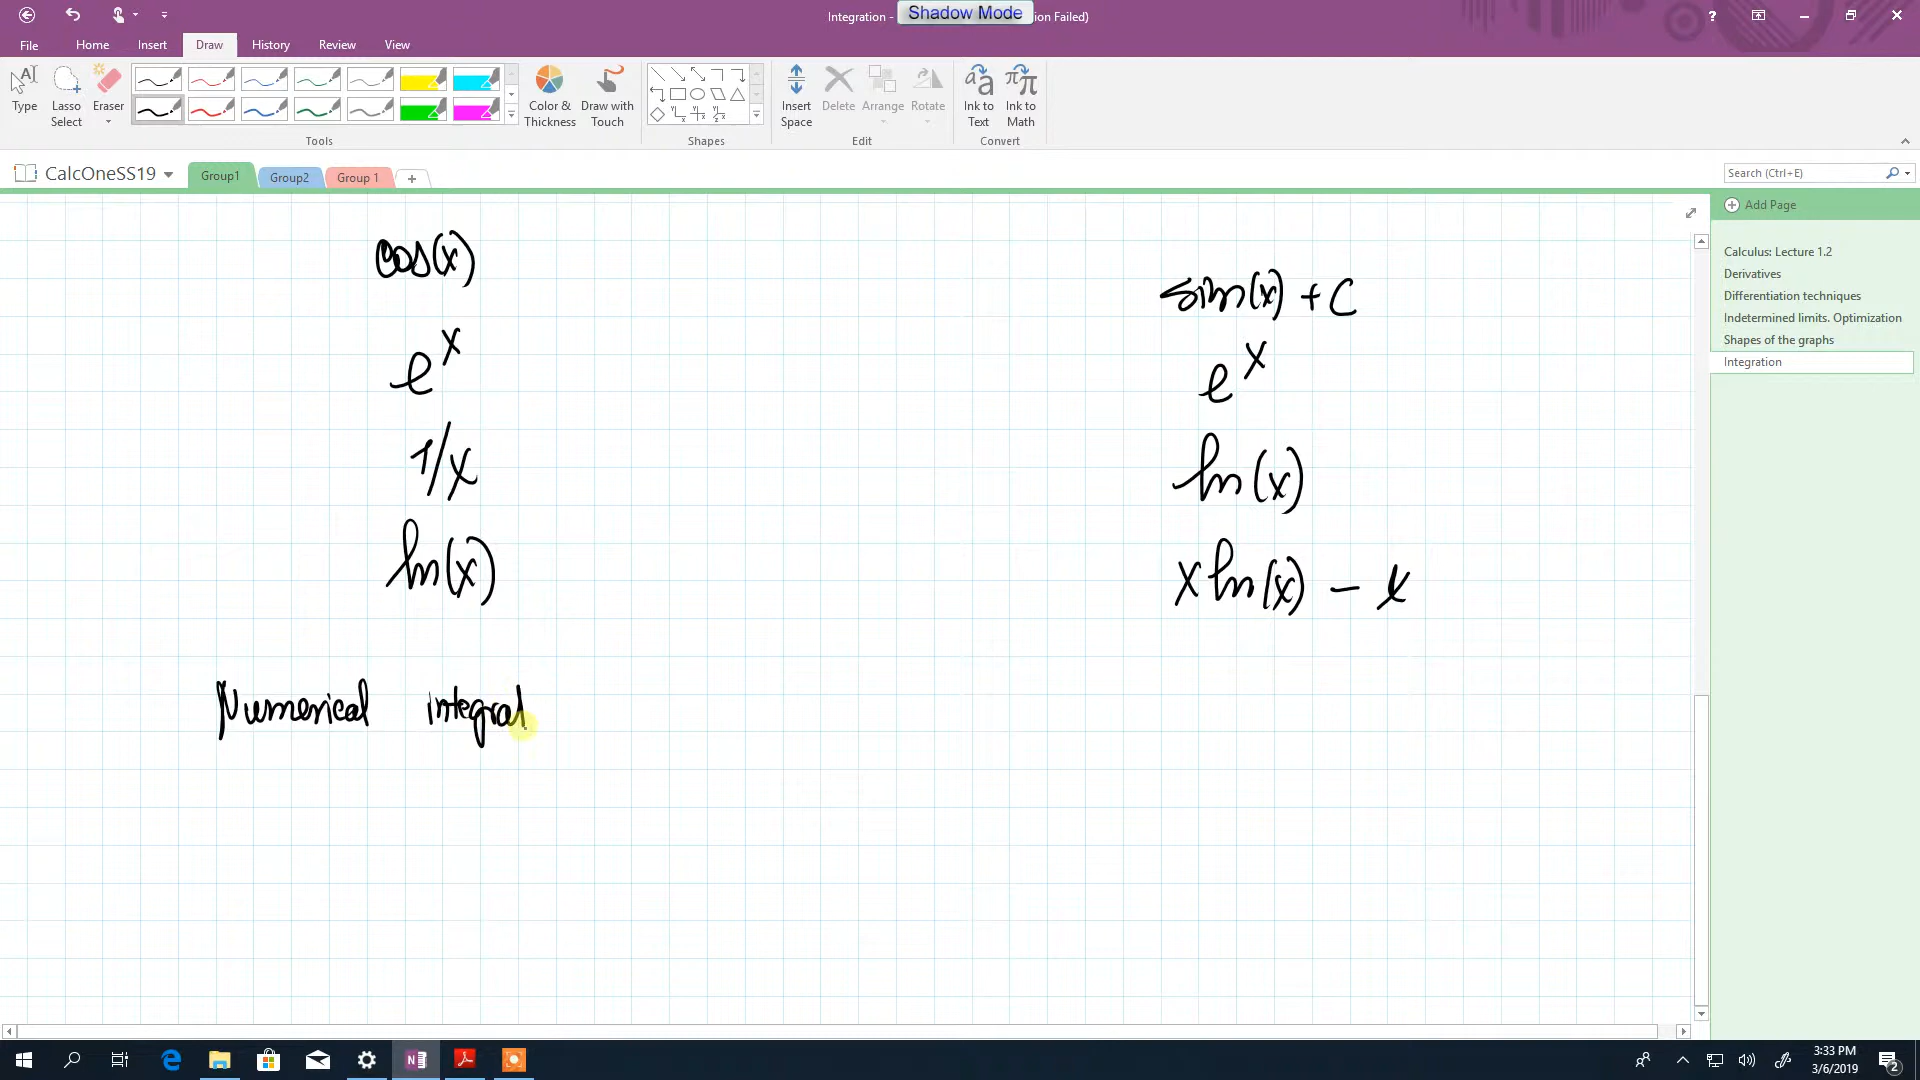 Integration -
Shadow Mode
ion Failed)
File Home Insert Draw History Review View
Type
Lasso Select
Eraser
Color & Thickness
Draw with Touch
Insert Space
Delete
Arrange
Rotate
Ink to Text
Ink to Math
Tools
Shapes
Edit
Convert
CalcOneSS19
Group1 Group2 Group 1 +
Search (Ctrl+E)
Add Page
Calculus: Lecture 1.2
Derivatives
Differentiation techniques
Indetermined limits. Optimization
Shapes of the graphs
Integration
cos(x)
sin(x) + C
e^x
e^x
1/x
ln(x)
ln(x)
x ln(x) - x
Numerical integral
3:33 PM
3/6/2019
2